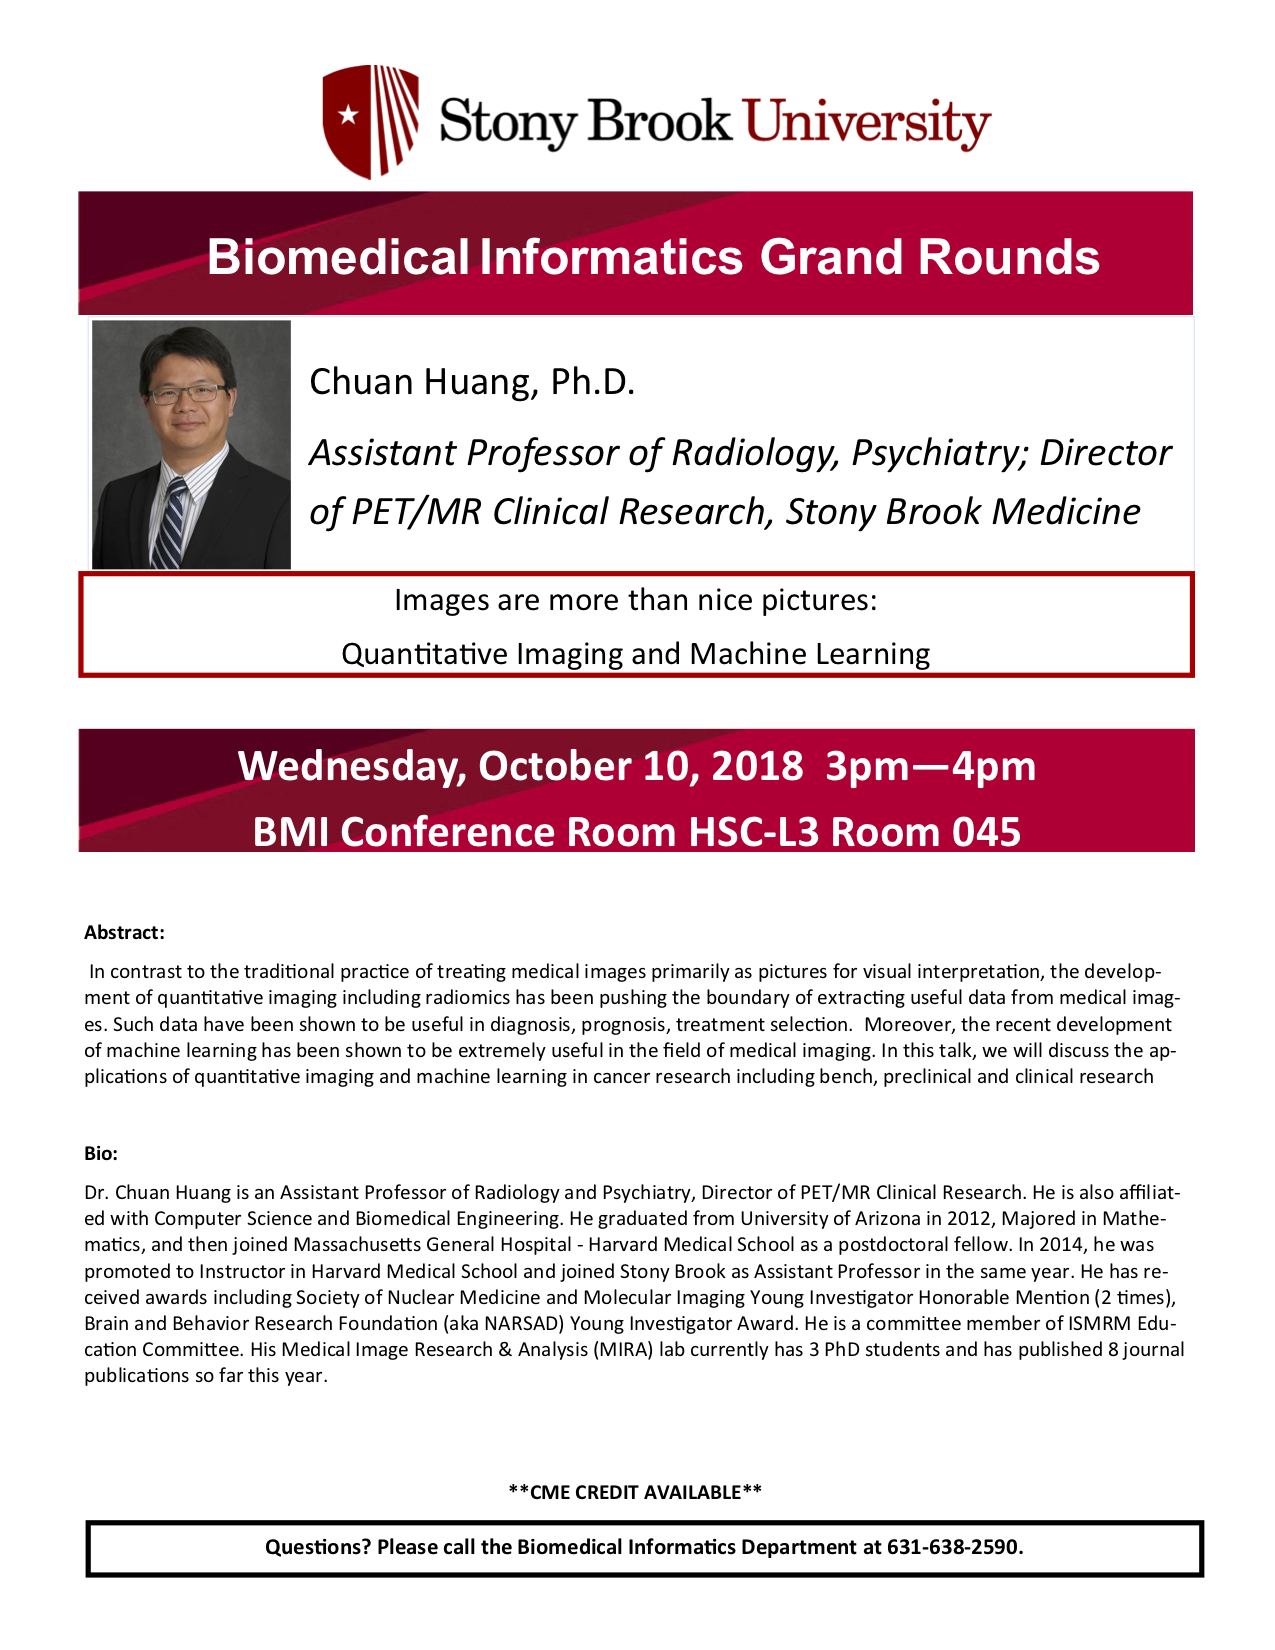 Stony Brook University
Biomedical Informatics Grand Rounds
Chuan Huang, Ph.D.
Assistant Professor of Radiology, Psychiatry; Director
of PET/MR Clinical Research, Stony Brook Medicine
Images are more than nice pictures:
Quantitative Imaging and Machine Learning
Wednesday, October 10, 2018  3pm—4pm
BMI Conference Room HSC-L3 Room 045
Abstract:
In contrast to the traditional practice of treating medical images primarily as pictures for visual interpretation, the develop-
ment of quantitative imaging including radiomics has been pushing the boundary of extracting useful data from medical imag-
es. Such data have been shown to be useful in diagnosis, prognosis, treatment selection.  Moreover, the recent development
of machine learning has been shown to be extremely useful in the field of medical imaging. In this talk, we will discuss the ap-
plications of quantitative imaging and machine learning in cancer research including bench, preclinical and clinical research
Bio:
Dr. Chuan Huang is an Assistant Professor of Radiology and Psychiatry, Director of PET/MR Clinical Research. He is also affiliat-
ed with Computer Science and Biomedical Engineering. He graduated from University of Arizona in 2012, Majored in Mathe-
matics, and then joined Massachusetts General Hospital - Harvard Medical School as a postdoctoral fellow. In 2014, he was
promoted to Instructor in Harvard Medical School and joined Stony Brook as Assistant Professor in the same year. He has re-
ceived awards including Society of Nuclear Medicine and Molecular Imaging Young Investigator Honorable Mention (2 times),
Brain and Behavior Research Foundation (aka NARSAD) Young Investigator Award. He is a committee member of ISMRM Edu-
cation Committee. His Medical Image Research & Analysis (MIRA) lab currently has 3 PhD students and has published 8 journal
publications so far this year.
**CME CREDIT AVAILABLE**
Questions? Please call the Biomedical Informatics Department at 631-638-2590.